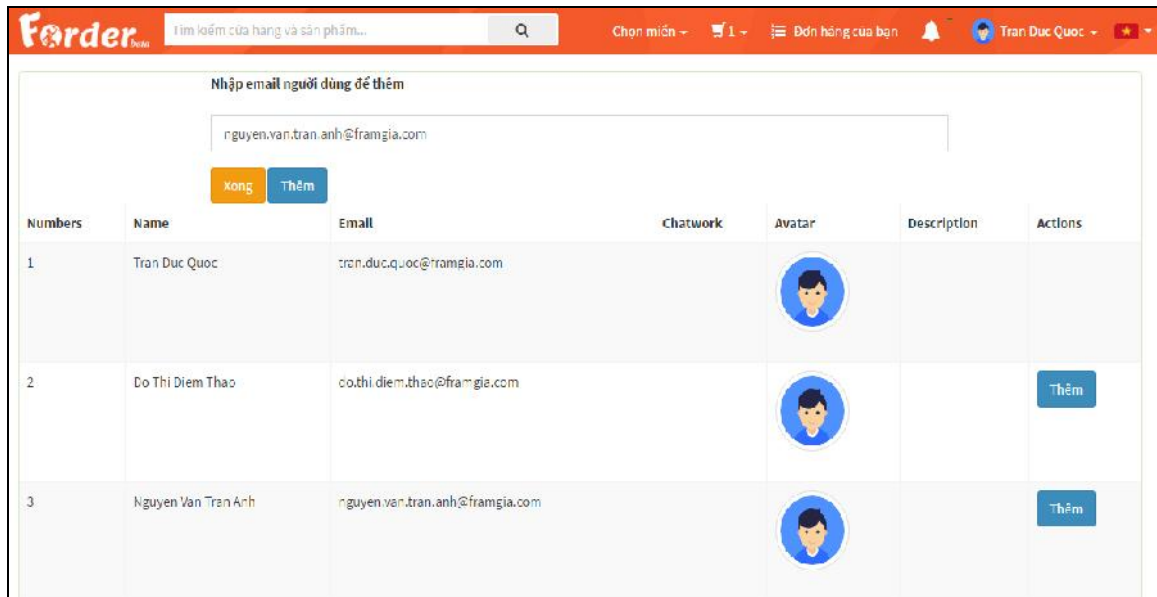 Forder beta
Tìm kiếm cửa hàng và sản phẩm...
Chọn miền
1
Đơn hàng của bạn
Tran Duc Quoc
Nhập email người dùng để thêm
nguyen.van.tran.anh@framgia.com
Xong Thêm
Numbers Name Email Chatwork Avatar Description Actions
1 Tran Duc Quoc tran.duc.quoc@framgia.com
2 Do Thi Diem Thao do.thi.diem.thao@framgia.com Thêm
3 Nguyen Van Tran Anh nguyen.van.tran.anh@framgia.com Thêm